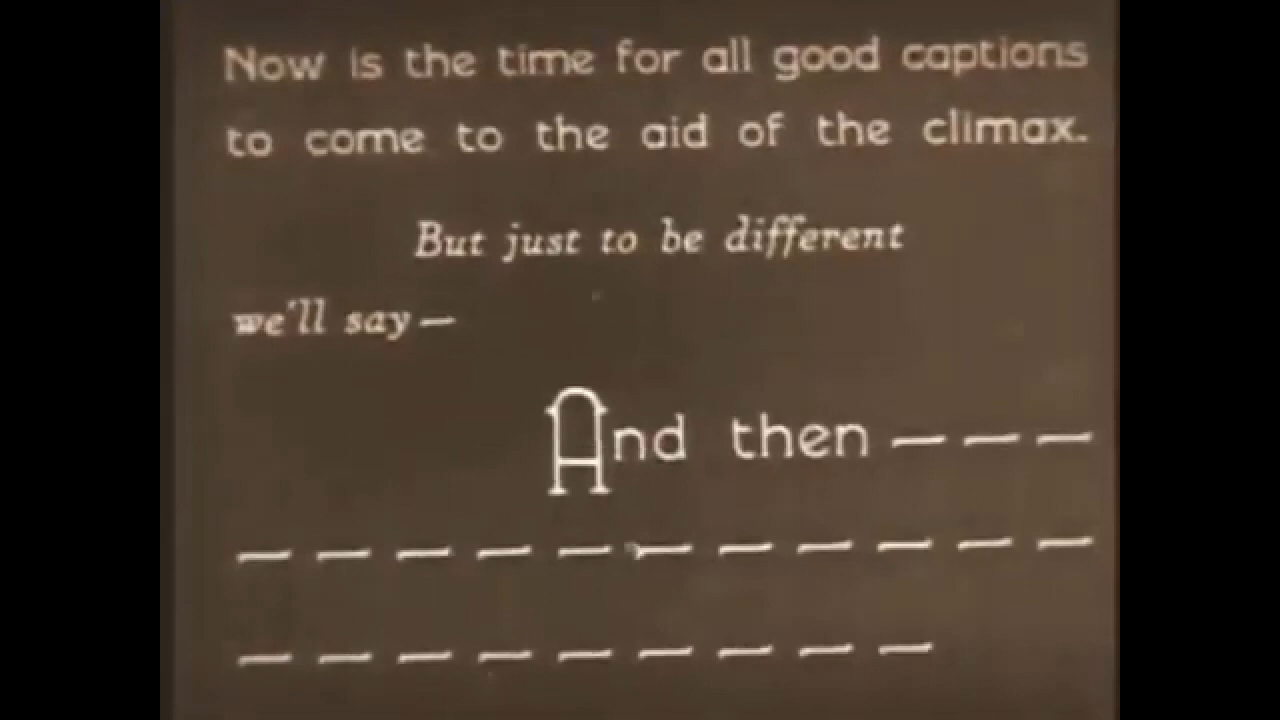 Now is the time for all good captions
to come to the aid of the climax.
But just to be different
we'll say —
And then — — —
— — — — — — — — — — —
— — — — — — — — —